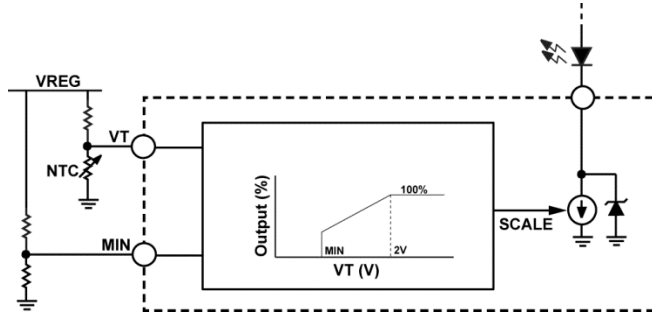 VREG
VT
NTC
100%
Output (%)
MIN
2V
VT (V)
SCALE
MIN